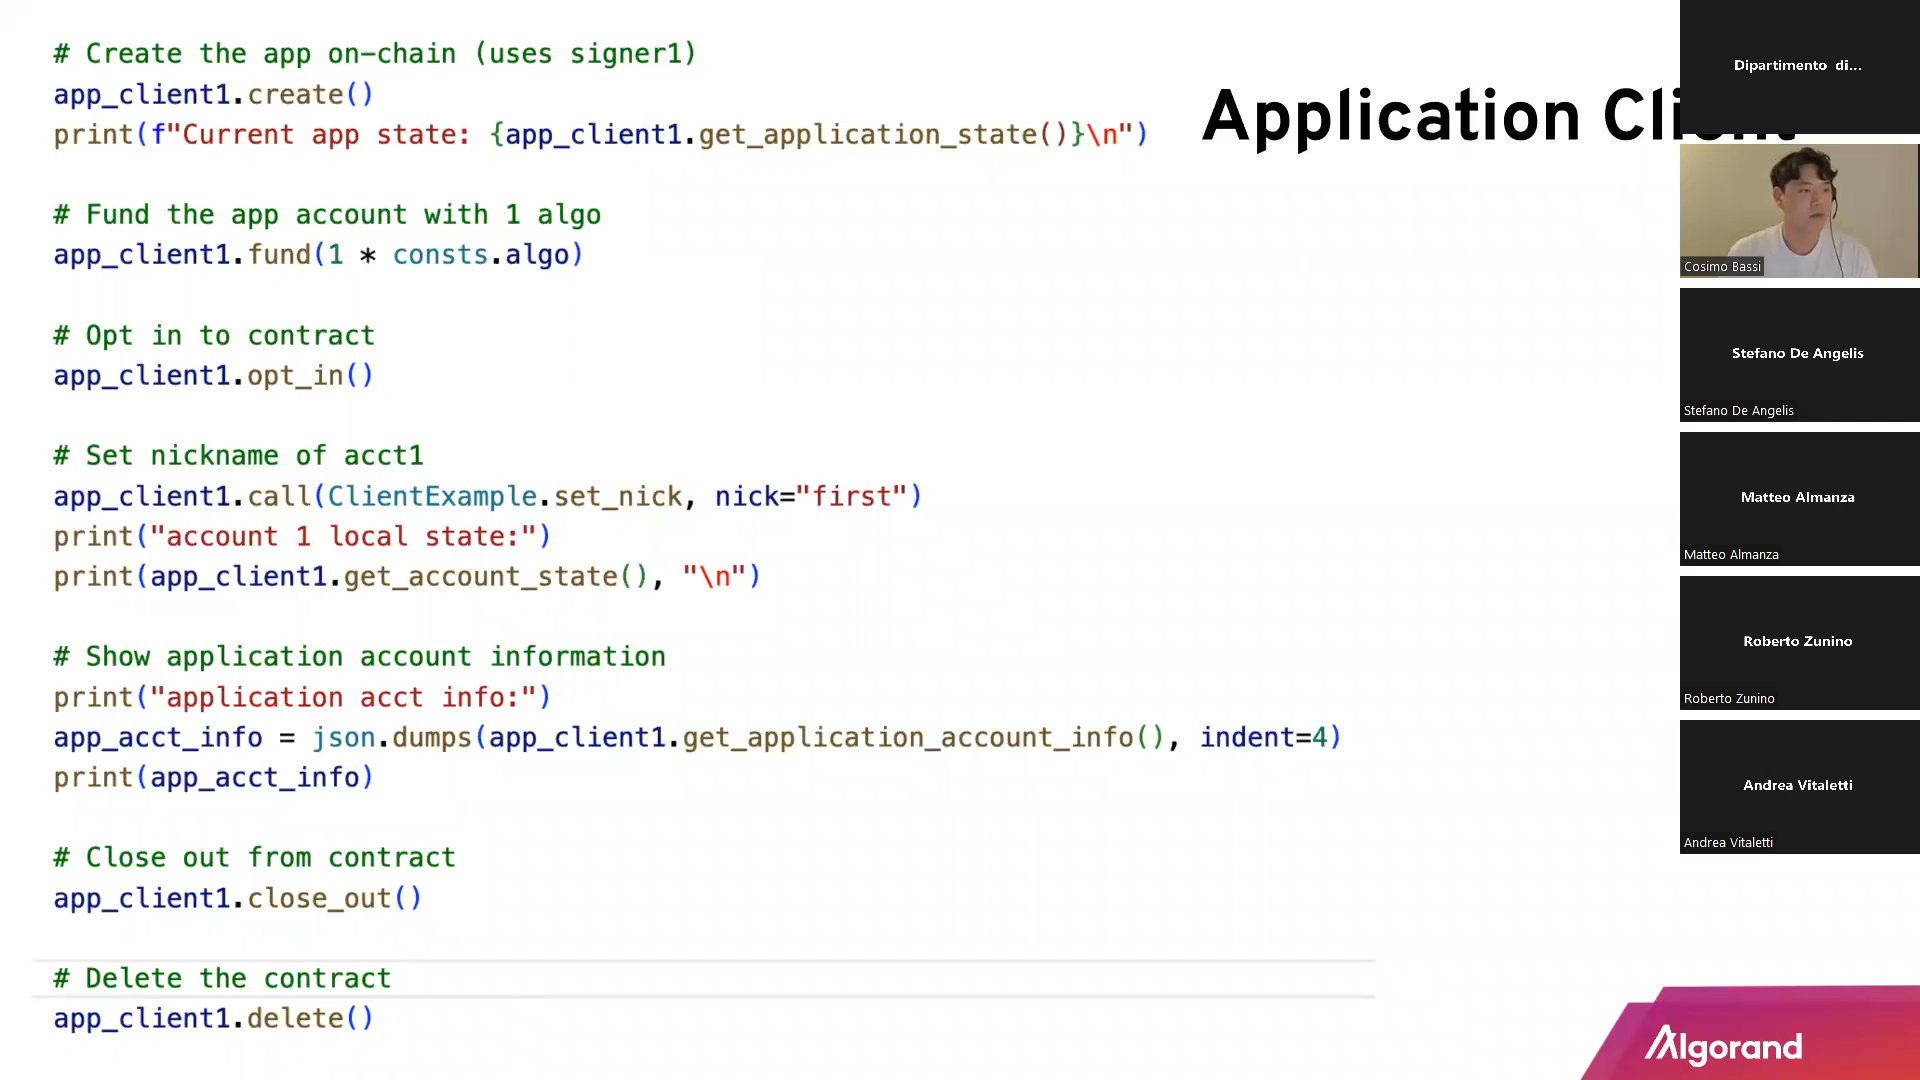 # Create the app on-chain (uses signer1)
app_client1.create()
print(f"Current app state: {app_client1.get_application_state()}\n")
# Fund the app account with 1 algo
app_client1.fund(1 * consts.algo)
# Opt in to contract
app_client1.opt_in()
# Set nickname of acct1
app_client1.call(ClientExample.set_nick, nick="first")
print("account 1 local state:")
print(app_client1.get_account_state(), "\n")
# Show application account information
print("application acct info:")
app_acct_info = json.dumps(app_client1.get_application_account_info(), indent=4)
print(app_acct_info)
# Close out from contract
app_client1.close_out()
# Delete the contract
app_client1.delete()
Application Client
Dipartimento di...
Cosimo Bassi
Stefano De Angelis
Stefano De Angelis
Matteo Almanza
Matteo Almanza
Roberto Zunino
Roberto Zunino
Andrea Vitaletti
Andrea Vitaletti
Algorand